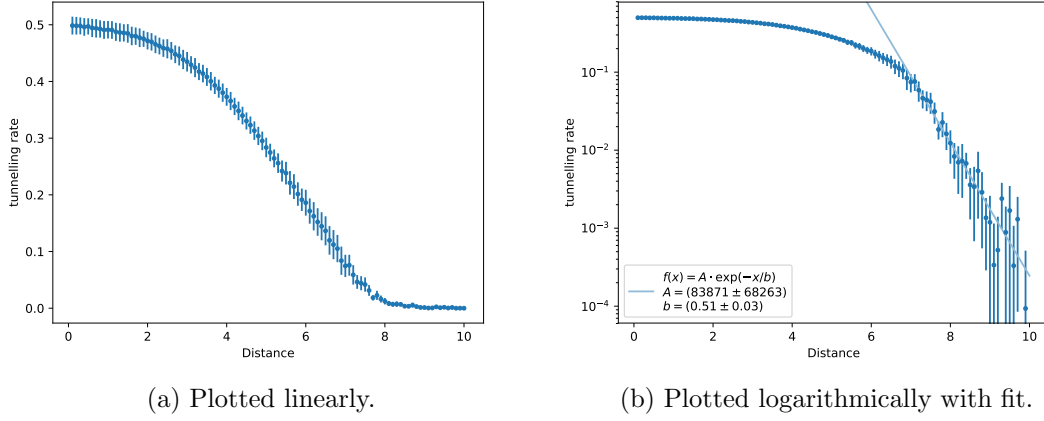 0.5
0.4
0.3
0.2
0.1
0.0
tunnelling rate
0 2 4 6 8 10
Distance
10⁻¹
10⁻²
10⁻³
10⁻⁴
tunnelling rate
f(x) = A · exp(−x/b)
A = (83871 ± 68263)
b = (0.51 ± 0.03)
0 2 4 6 8 10
Distance
(a) Plotted linearly.
(b) Plotted logarithmically with fit.